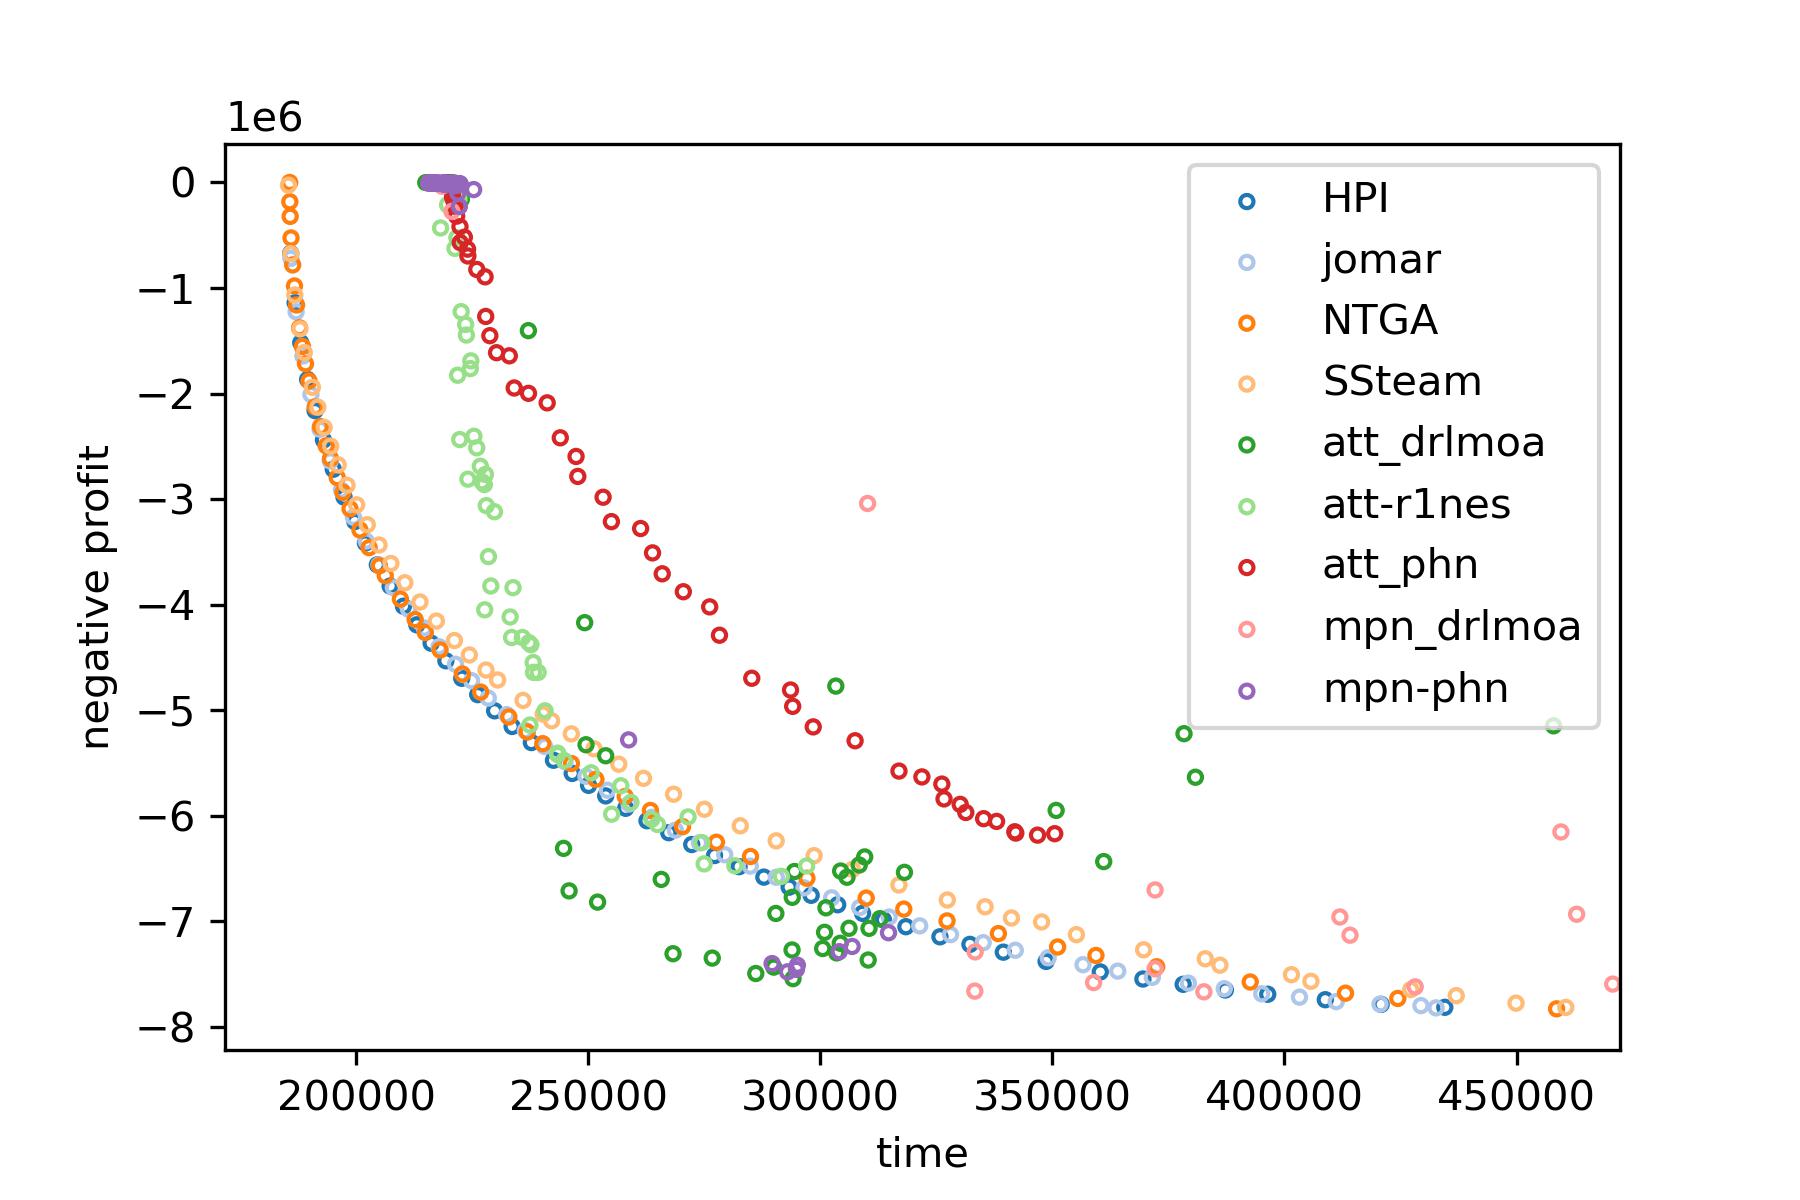 1e6
0
−1
−2
−3
−4
−5
−6
−7
−8
negative profit
200000 250000 300000 350000 400000 450000
time
HPI
jomar
NTGA
SSteam
att_drlmoa
att-r1nes
att_phn
mpn_drlmoa
mpn-phn